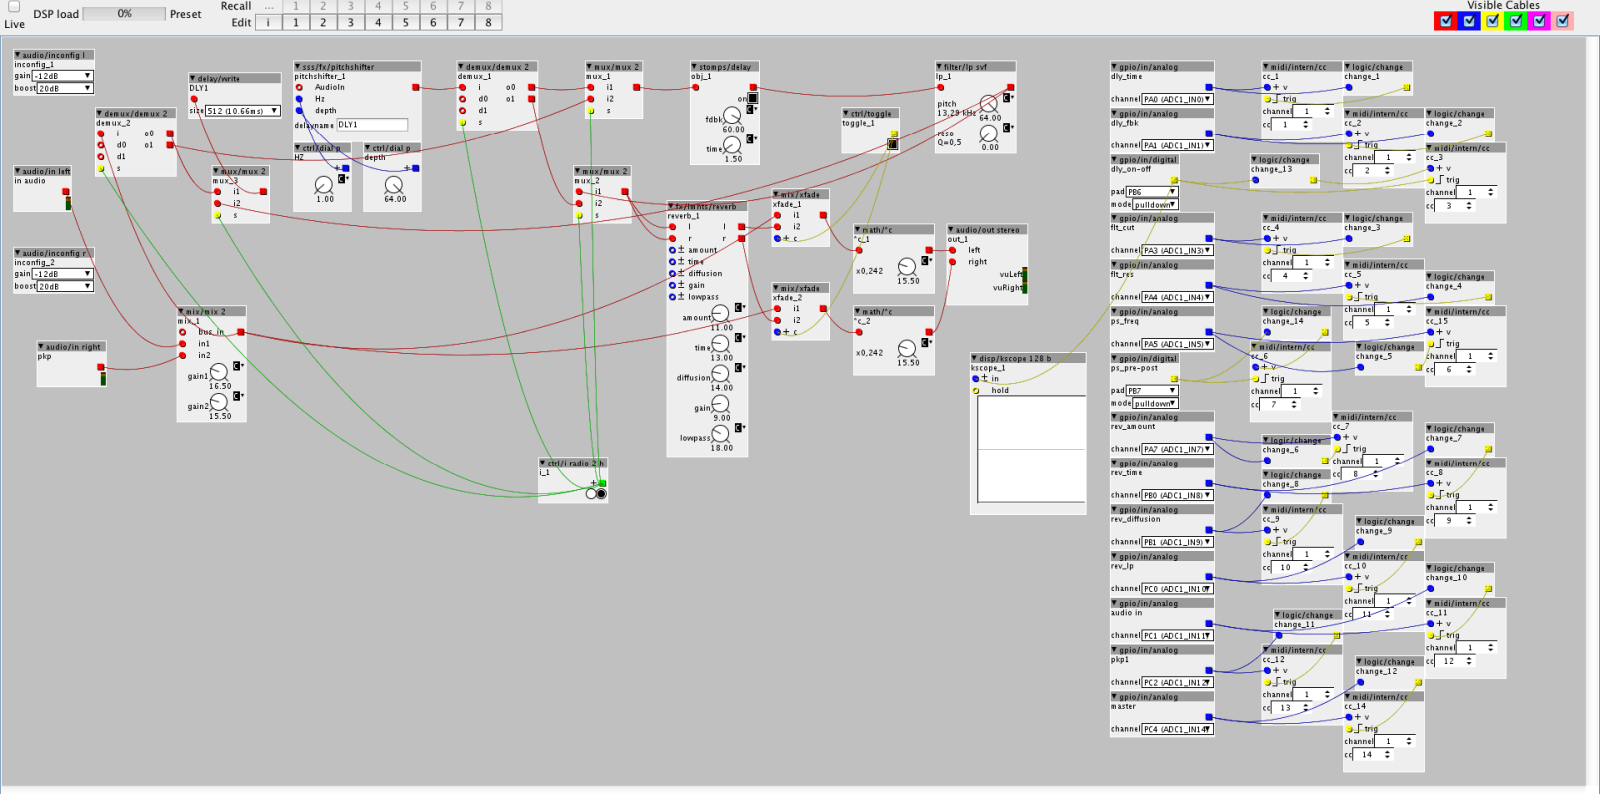 Live
DSP load
0%
Preset
Recall ... 1 2 3 4 5 6 7 8
Edit i 1 2 3 4 5 6 7 8
Visible Cables
audio/inconfig l
inconfig_1
gain -12dB
boost 20dB
delay/write
DLY1
size 512 (10.66ms)
demux/demux 2
demux_2
i o0
d0 o1
d1
s
sss/fx/pitchshifter
pitchshifter_1
AudioIn
Hz
depth
delayname DLY1
ctrl/dial p
HZ
1.00
ctrl/dial p
depth
64.00
demux/demux 2
demux_1
i o0
d0 o1
d1
s
mux/mux 2
mux_1
i1
i2
s
stomps/delay
obj_1
on
fdbk
60.00
time
1.50
filter/lp svf
lp_1
pitch
13,29 kHz 64.00
reso
Q=0,5
0.00
ctrl/toggle
toggle_1
audio/in left
in audio
mux/mux 2
mux_3
i1
i2
s
mux/mux 2
mux_2
i1
i2
s
fx/lmnts/reverb
reverb_1
l l
r r
amount
time
diffusion
gain
lowpass
amount
11.00
time
13.00
diffusion
14.00
gain
9.00
lowpass
18.00
mix/xfade
xfade_1
i1
i2
c
mix/xfade
xfade_2
i1
i2
c
math/*c
*c_1
x0,242
15.50
math/*c
*c_2
x0,242
15.50
audio/out stereo
out_1
left
right
vuLeft
vuRight
audio/inconfig r
inconfig_2
gain -12dB
boost 20dB
mix/mix 2
mix_1
bus_in
in1
in2
gain1
16.50
gain2
15.50
audio/in right
pkp
ctrl/i radio 2 h
i_1
disp/kscope 128 b
kscope_1
in
hold
gpio/in/analog
dly_time
channel PA0 (ADC1_IN0)
gpio/in/analog
dly_fbk
channel PA1 (ADC1_IN1)
gpio/in/digital
dly_on-off
pad PB6
mode pulldown
gpio/in/analog
flt_cut
channel PA3 (ADC1_IN3)
gpio/in/analog
flt_res
channel PA4 (ADC1_IN4)
gpio/in/analog
ps_freq
channel PA5 (ADC1_IN5)
gpio/in/digital
ps_pre-post
pad PB7
mode pulldown
gpio/in/analog
rev_amount
channel PA7 (ADC1_IN7)
gpio/in/analog
rev_time
channel PB0 (ADC1_IN8)
gpio/in/analog
rev_diffusion
channel PB1 (ADC1_IN9)
gpio/in/analog
rev_lp
channel PC0 (ADC1_IN10
gpio/in/analog
audio in
channel PC1 (ADC1_IN11
gpio/in/analog
pkp1
channel PC2 (ADC1_IN12
gpio/in/analog
master
channel PC4 (ADC1_IN14
midi/intern/cc
cc_1
v
trig
channel 1
cc 1
logic/change
change_1
midi/intern/cc
cc_2
v
trig
channel 1
cc 2
logic/change
change_2
midi/intern/cc
cc_3
v
trig
channel 1
cc 3
logic/change
change_13
midi/intern/cc
cc_4
v
trig
channel 1
cc 4
logic/change
change_3
midi/intern/cc
cc_5
v
trig
channel 1
cc 5
logic/change
change_4
logic/change
change_14
midi/intern/cc
cc_15
v
trig
channel 1
cc 6
midi/intern/cc
cc_6
v
trig
channel 1
cc 7
logic/change
change_5
midi/intern/cc
cc_7
v
trig
channel 1
cc 8
logic/change
change_6
logic/change
change_7
midi/intern/cc
cc_8
v
trig
channel 1
cc 9
logic/change
change_8
midi/intern/cc
cc_9
v
trig
channel 1
cc 10
logic/change
change_9
midi/intern/cc
cc_10
v
trig
channel 1
cc 11
logic/change
change_10
midi/intern/cc
cc_11
v
trig
channel 1
cc 12
logic/change
change_11
midi/intern/cc
cc_12
v
trig
channel 1
cc 13
logic/change
change_12
midi/intern/cc
cc_14
v
trig
channel 1
cc 14